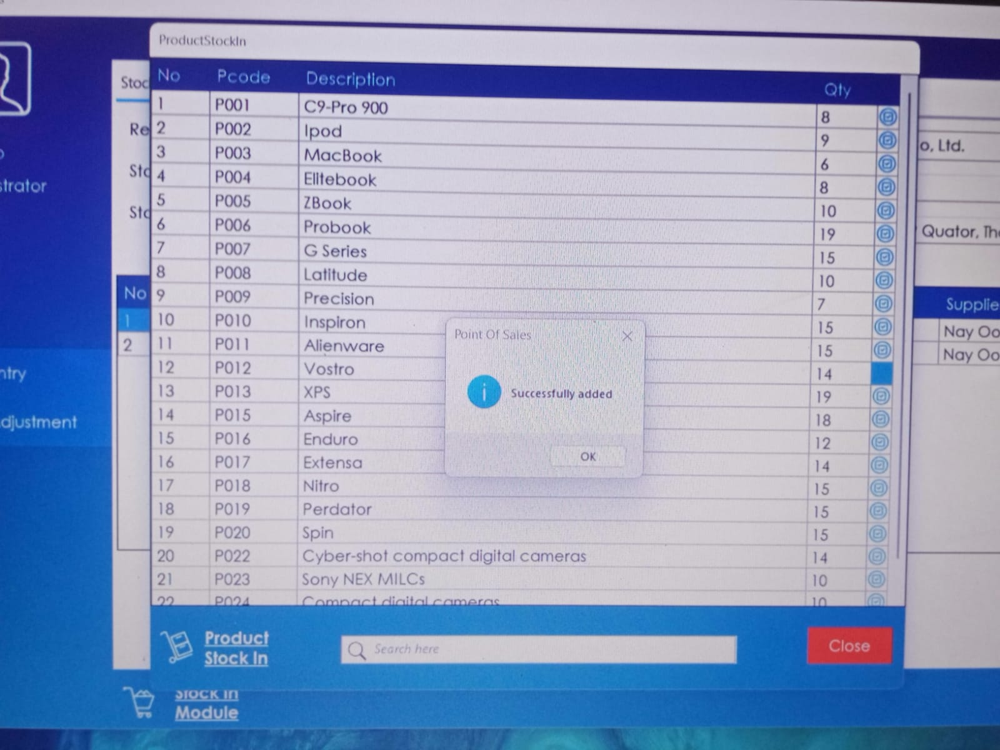 ProductStockIn
No Pcode Description Qty
1 P001 C9-Pro 900 8
2 P002 Ipod 9
3 P003 MacBook 6
4 P004 Elitebook 8
5 P005 ZBook 10
6 P006 Probook 19
7 P007 G Series 15
8 P008 Latitude 10
9 P009 Precision 7
10 P010 Inspiron 15
11 P011 Alienware 15
12 P012 Vostro 14
13 P013 XPS 19
14 P015 Aspire 18
15 P016 Enduro 12
16 P017 Extensa 14
17 P018 Nitro 15
18 P019 Perdator 15
19 P020 Spin 15
20 P022 Cyber-shot compact digital cameras 14
21 P023 Sony NEX MILCs 10
22 P024 Compact digital cameras 10
Point Of Sales
Successfully added
OK
Product
Stock In
Search here
Close
Stock In
Module
Stoc
Re
Sto
Sto
No
1
2
strator
ntry
djustment
o, Ltd.
Quator, The
Supplie
Nay Oo
Nay Oo